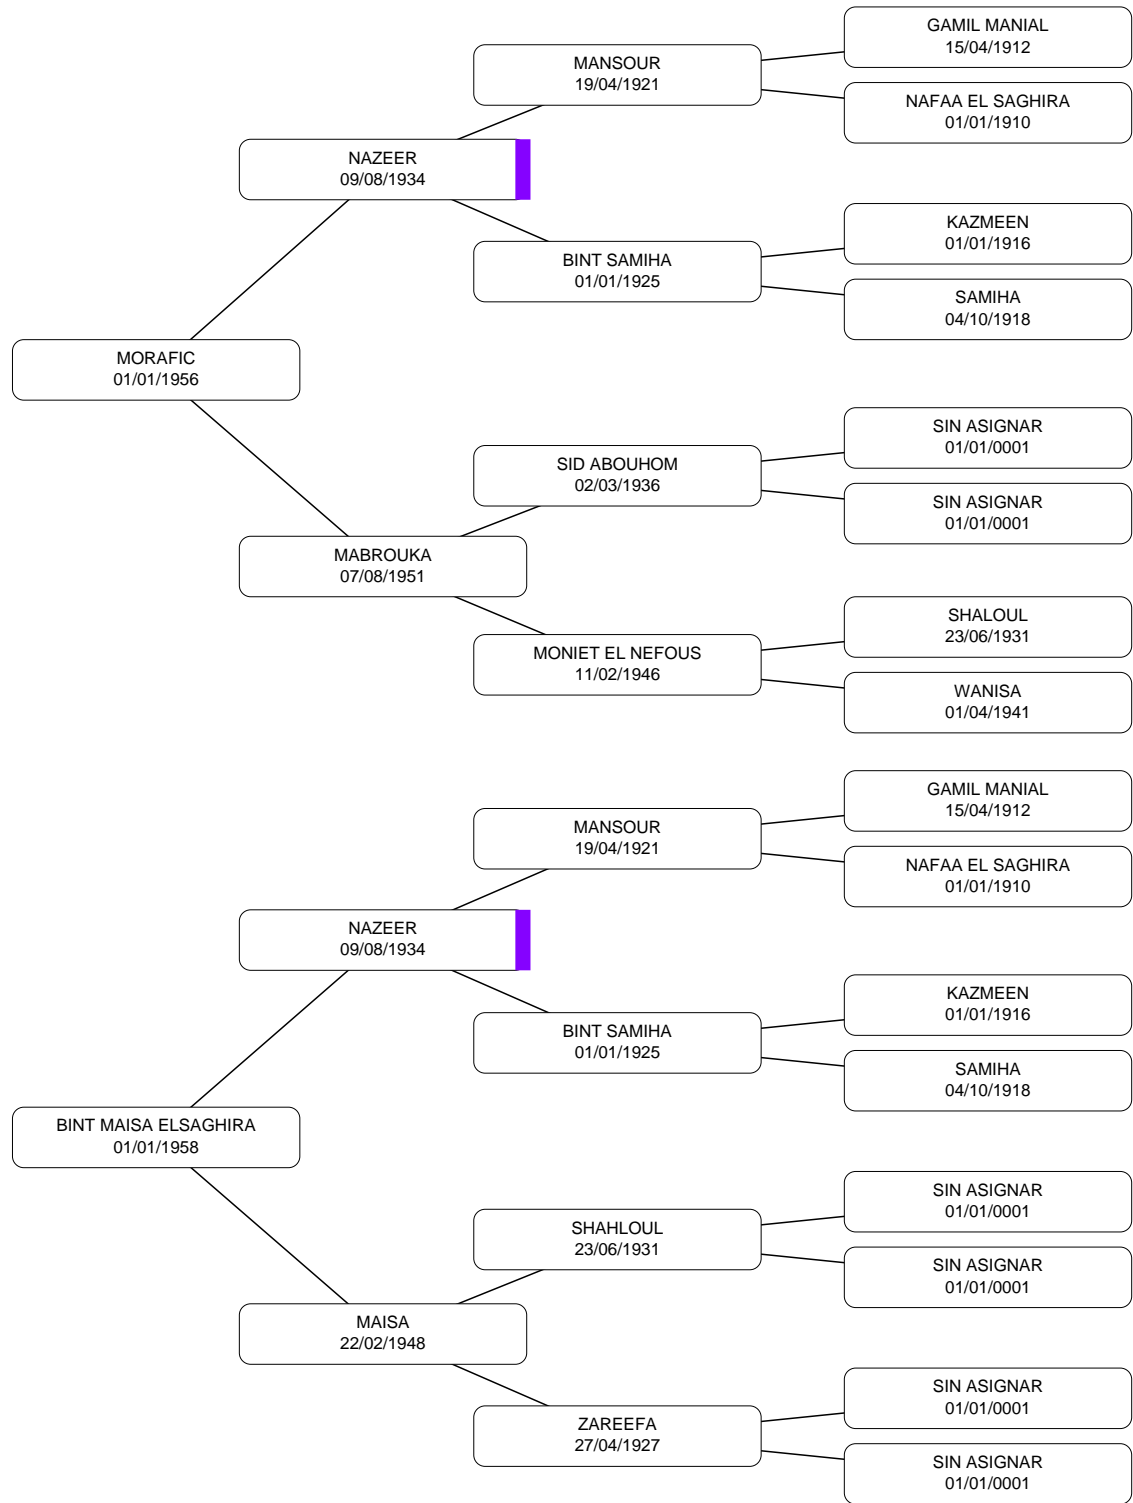 GAMIL MANIAL
15/04/1912
MANSOUR
19/04/1921
NAFAA EL SAGHIRA
01/01/1910
NAZEER
09/08/1934
KAZMEEN
01/01/1916
BINT SAMIHA
01/01/1925
SAMIHA
04/10/1918
MORAFIC
01/01/1956
SIN ASIGNAR
01/01/0001
SID ABOUHOM
02/03/1936
SIN ASIGNAR
01/01/0001
MABROUKA
07/08/1951
SHALOUL
23/06/1931
MONIET EL NEFOUS
11/02/1946
WANISA
01/04/1941
GAMIL MANIAL
15/04/1912
MANSOUR
19/04/1921
NAFAA EL SAGHIRA
01/01/1910
NAZEER
09/08/1934
KAZMEEN
01/01/1916
BINT SAMIHA
01/01/1925
SAMIHA
04/10/1918
BINT MAISA ELSAGHIRA
01/01/1958
SIN ASIGNAR
01/01/0001
SHAHLOUL
23/06/1931
SIN ASIGNAR
01/01/0001
MAISA
22/02/1948
SIN ASIGNAR
01/01/0001
ZAREEFA
27/04/1927
SIN ASIGNAR
01/01/0001